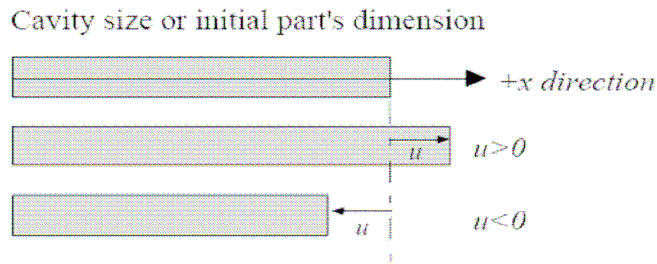 Cavity size or initial part's dimension
+x direction
u u>0
u u<0